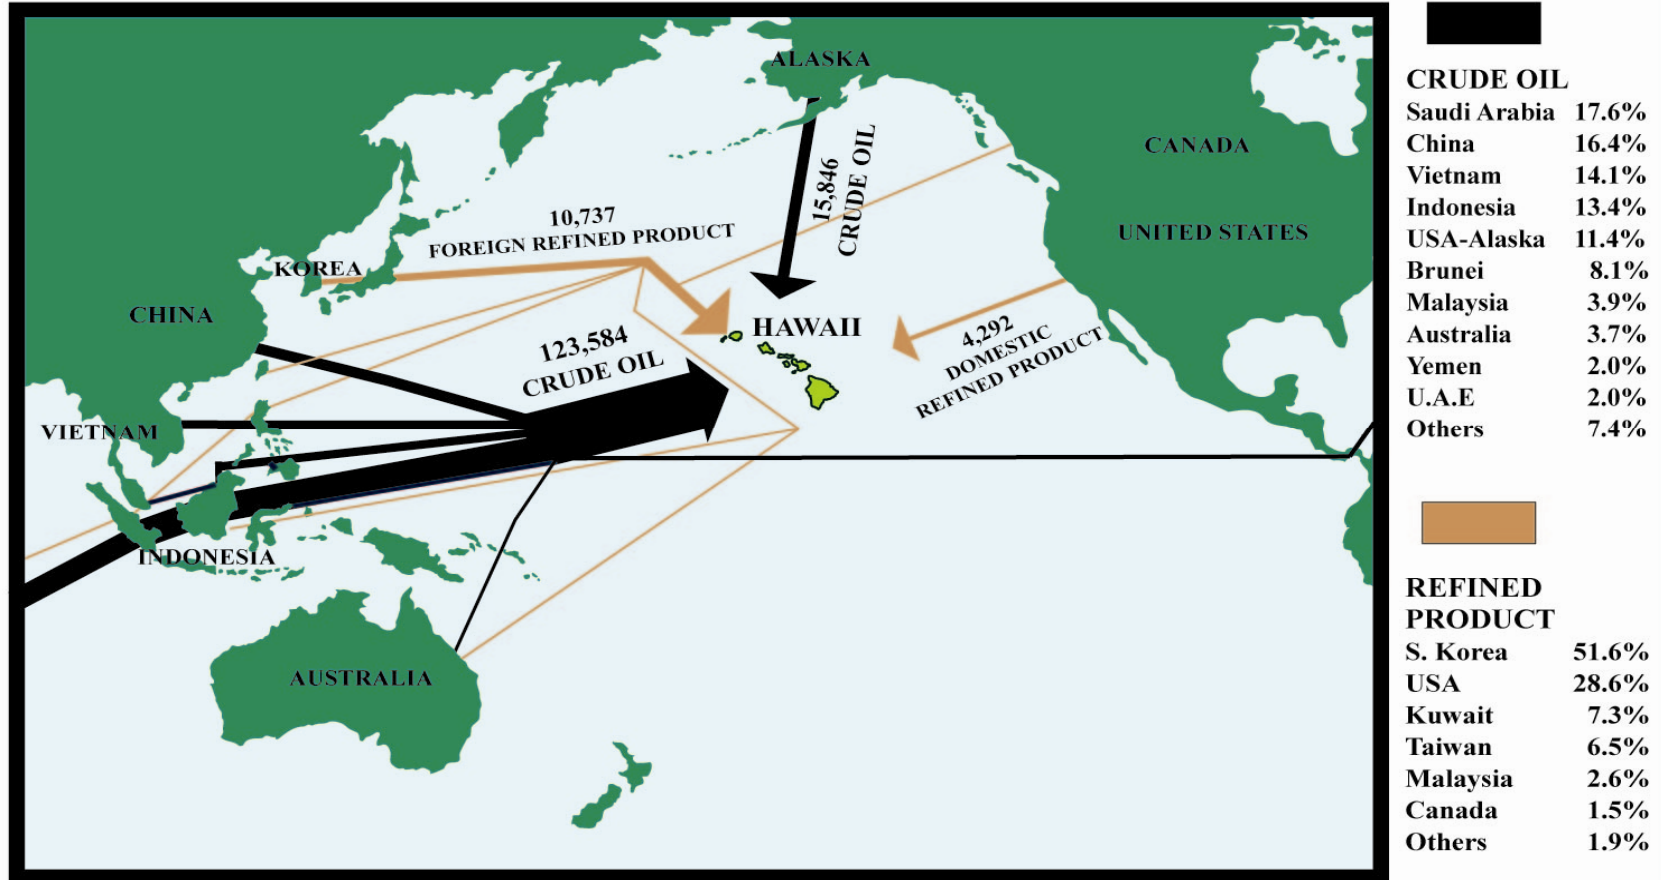 ALASKA
CANADA
UNITED STATES
15,846
CRUDE OIL
10,737
FOREIGN REFINED PRODUCT
KOREA
CHINA
HAWAII
4,292
DOMESTIC
REFINED PRODUCT
123,584
CRUDE OIL
VIETNAM
INDONESIA
AUSTRALIA
CRUDE OIL
Saudi Arabia 17.6%
China 16.4%
Vietnam 14.1%
Indonesia 13.4%
USA-Alaska 11.4%
Brunei 8.1%
Malaysia 3.9%
Australia 3.7%
Yemen 2.0%
U.A.E 2.0%
Others 7.4%
REFINED
PRODUCT
S. Korea 51.6%
USA 28.6%
Kuwait 7.3%
Taiwan 6.5%
Malaysia 2.6%
Canada 1.5%
Others 1.9%